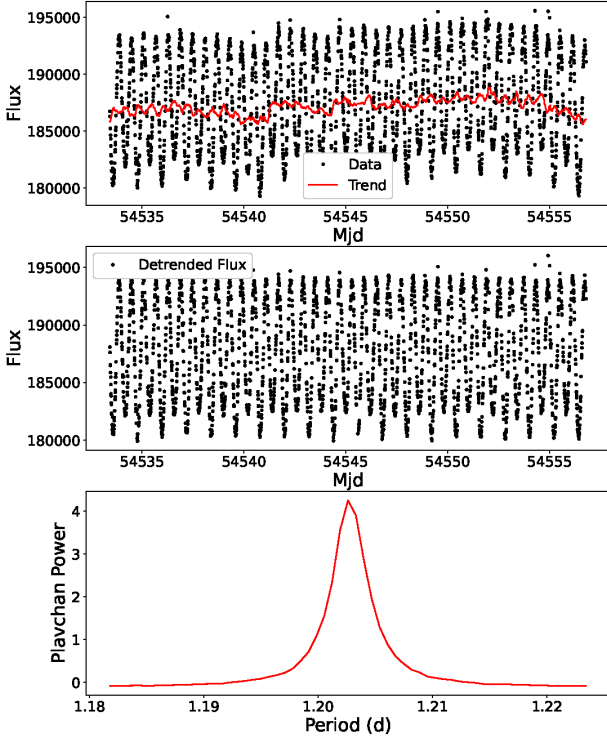 195000
190000
185000
180000
Flux
Data
Trend
54535 54540 54545 54550 54555
Mjd
Detrended Flux
195000
190000
185000
180000
Flux
54535 54540 54545 54550 54555
Mjd
4
3
2
1
0
Plavchan Power
1.18 1.19 1.20 1.21 1.22
Period (d)